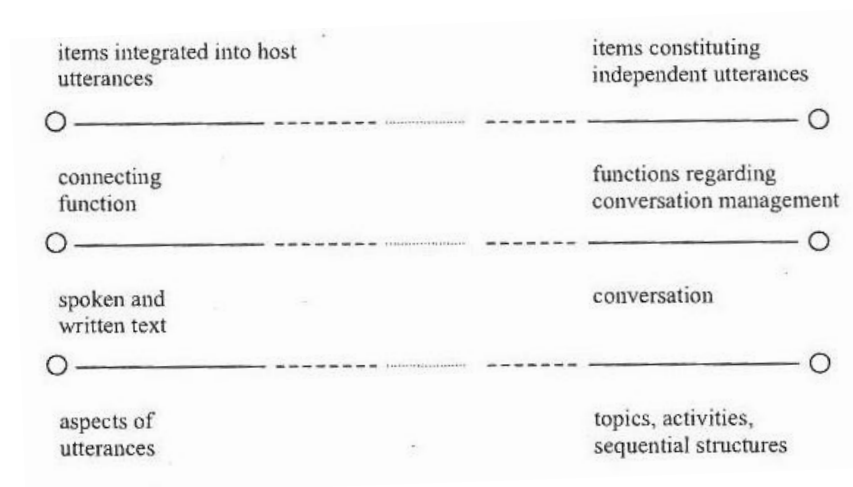 items integrated into host
utterances
items constituting
independent utterances
connecting
function
functions regarding
conversation management
spoken and
written text
conversation
aspects of
utterances
topics, activities,
sequential structures